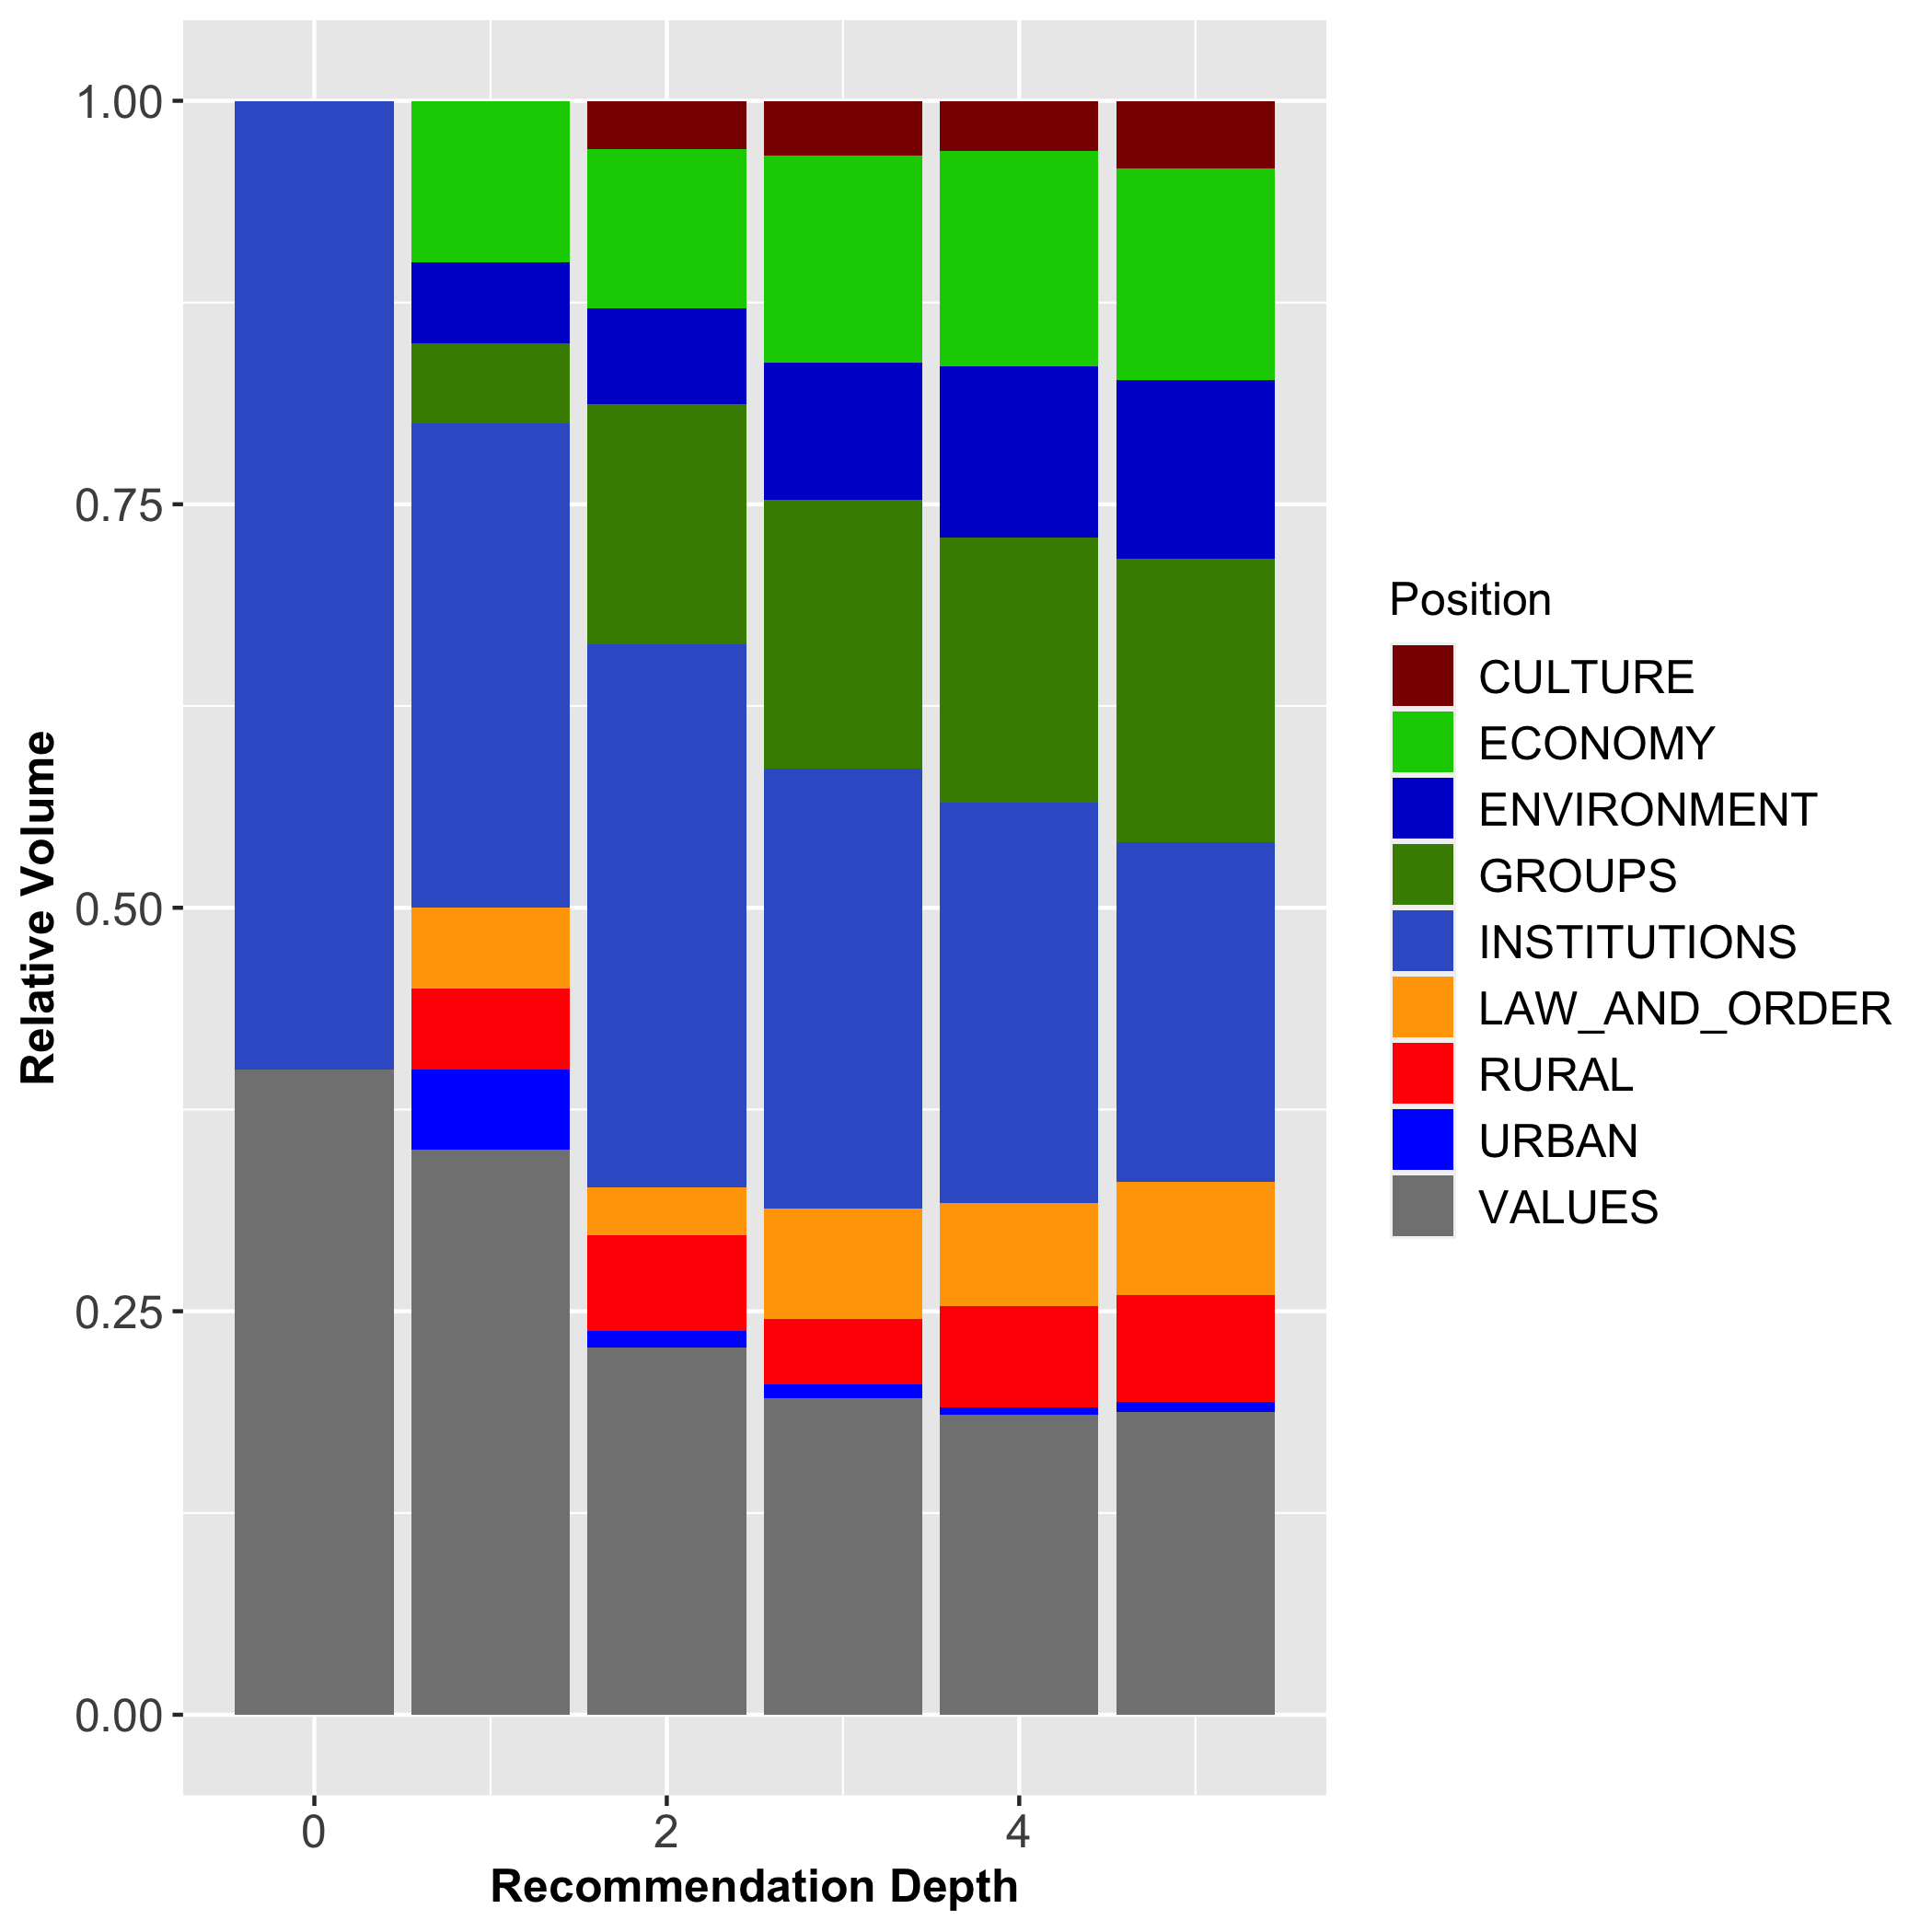 1.00
0.75
0.50
0.25
0.00
Relative Volume
0
2
4
Recommendation Depth
Position
CULTURE
ECONOMY
ENVIRONMENT
GROUPS
INSTITUTIONS
LAW_AND_ORDER
RURAL
URBAN
VALUES